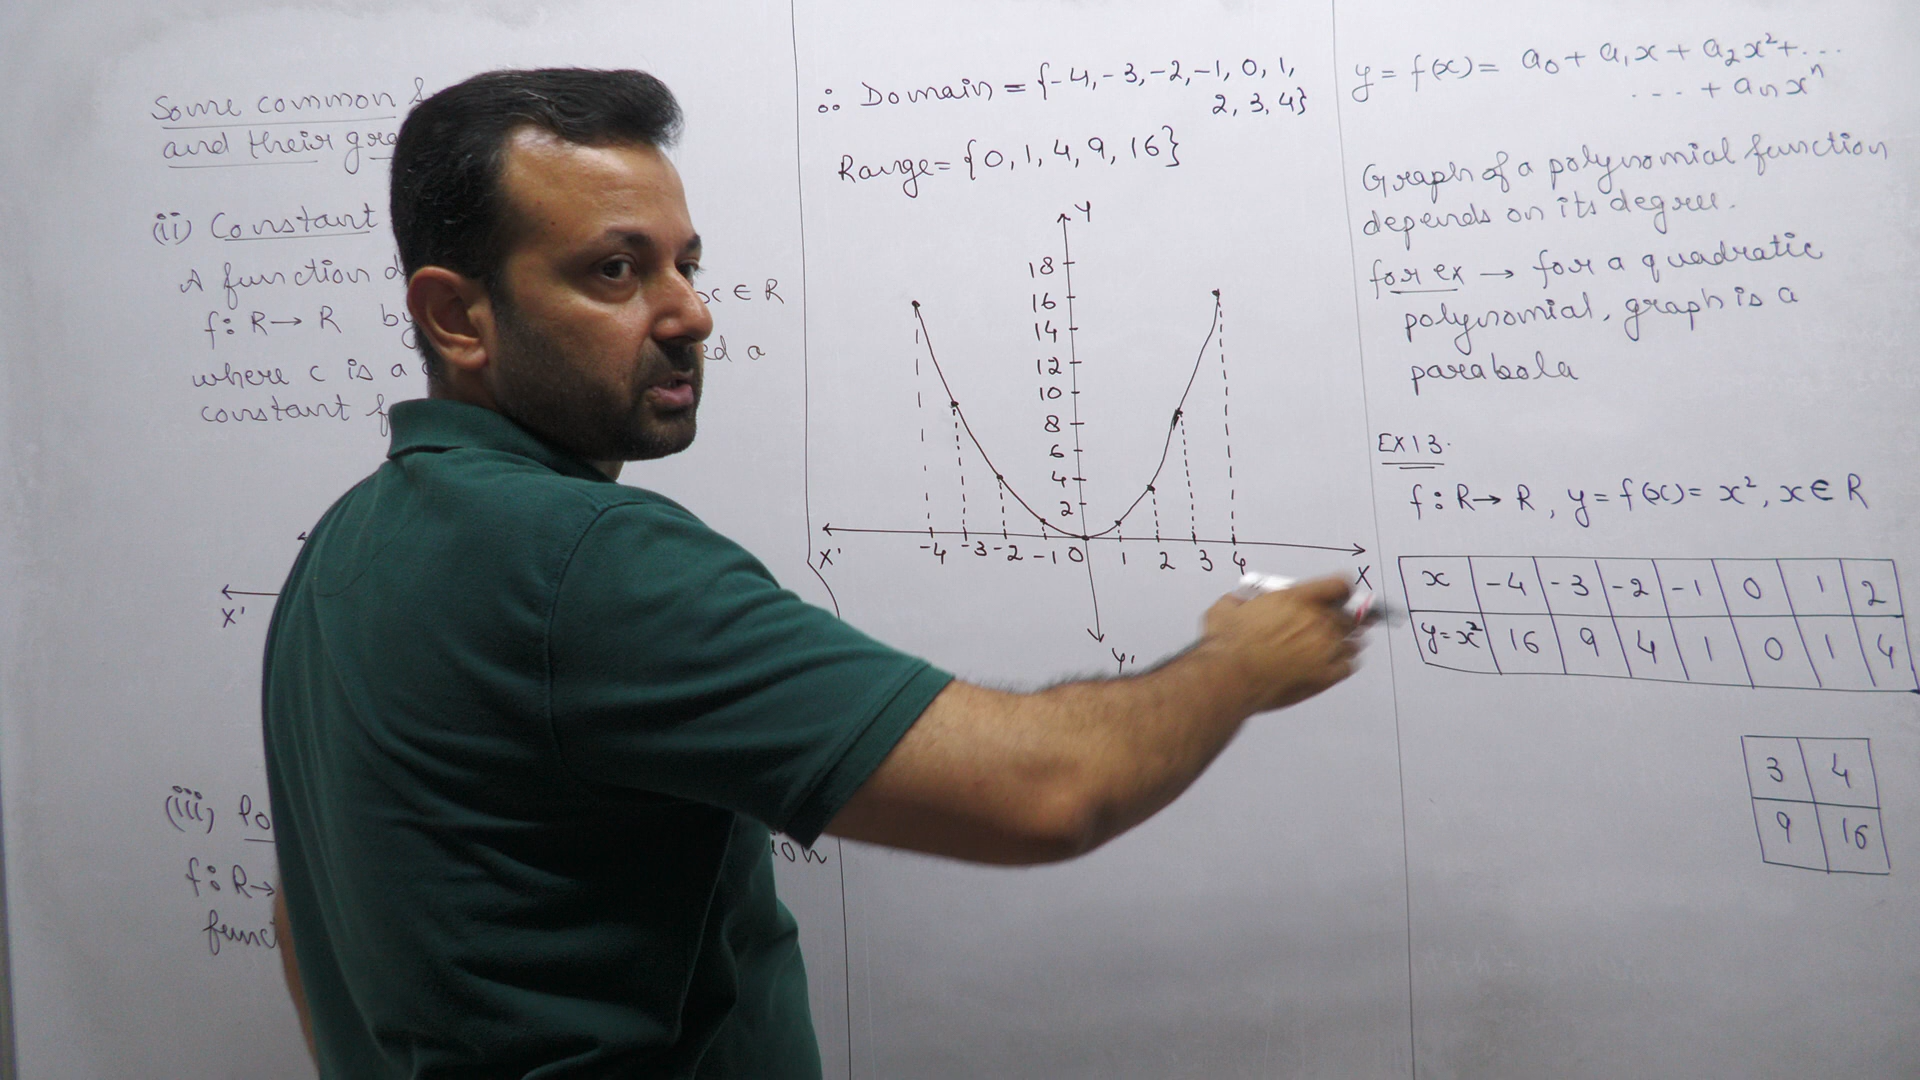 Some common
and their
(ii) Constant
A function
f: R→ R by x ∈ R
where c is a a
constant
X'
(iii)
f: R→
∴ Domain = {-4, -3, -2, -1, 0, 1,
2, 3, 4}
Range = {0, 1, 4, 9, 16}
Y
18
16
14
12
10
8
6
4
2
X' -4 -3 -2 -1 0 1 2 3 4 X
Y'
y = f(x) = a₀ + a₁x + a₂x² + ...
... + aₙxⁿ
Graph of a polynomial function
depends on its degree.
for ex → for a quadratic
polynomial, graph is a
parabola
Ex 13.
f: R→ R, y = f(x) = x², x ∈ R
x -4 -3 -2 -1 0 1 2
y=x² 16 9 4 1 0 1 4
3 4
9 16